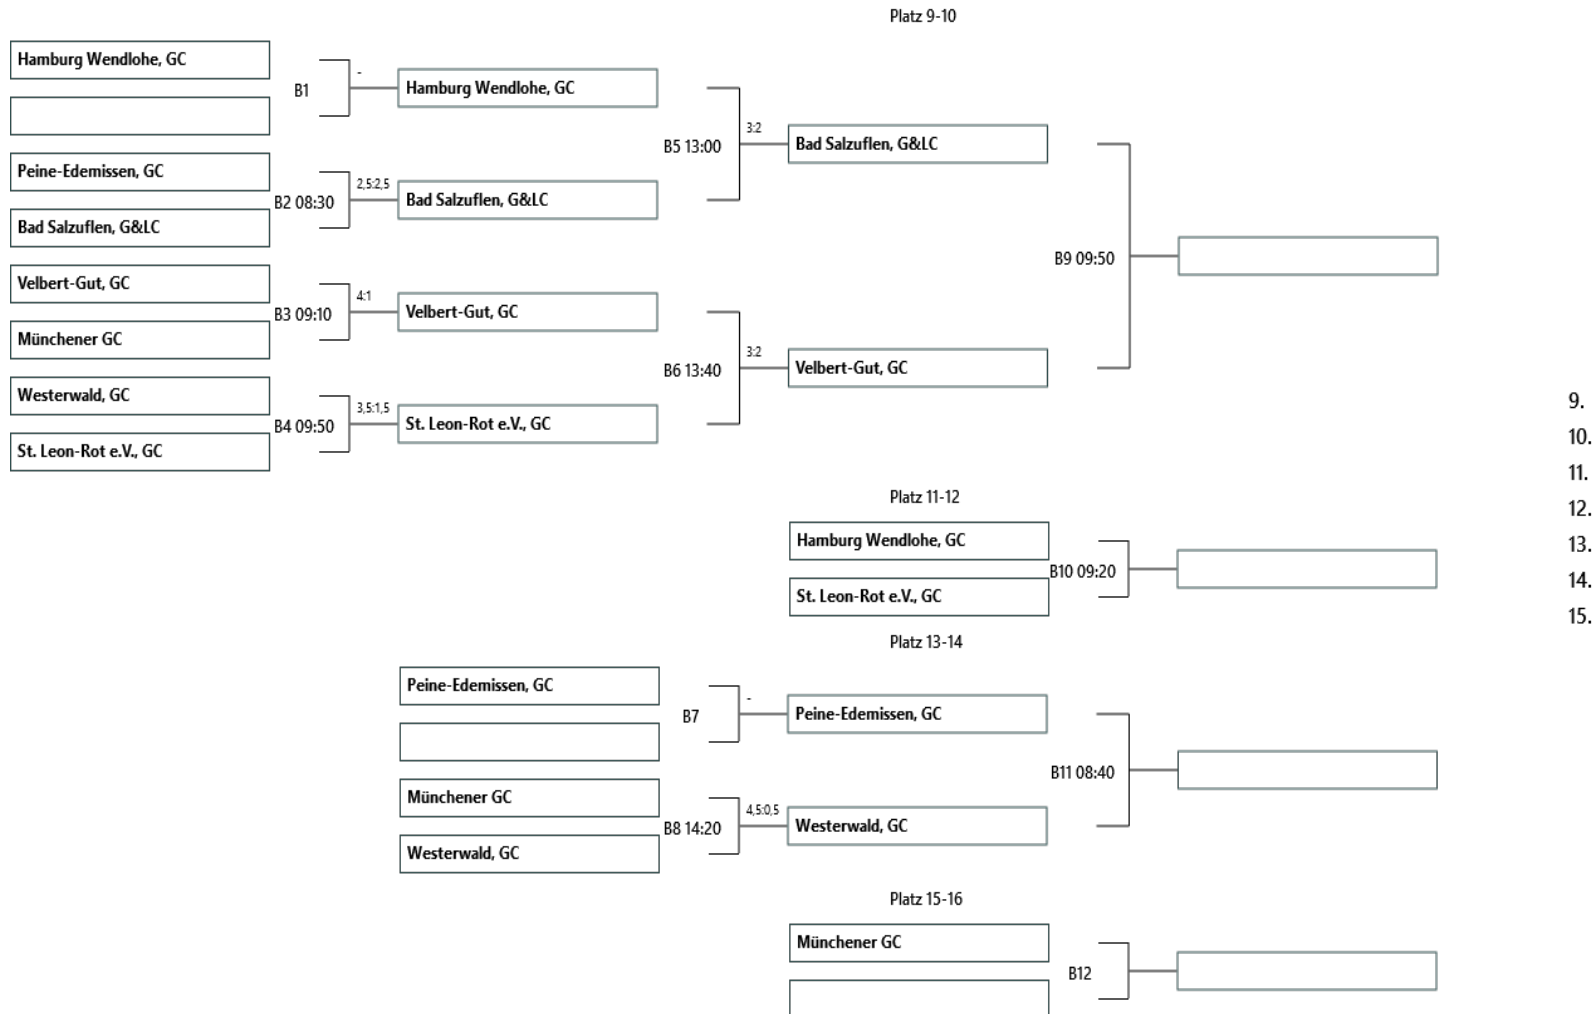 Platz 9-10
Hamburg Wendlohe, GC
B1
-
Hamburg Wendlohe, GC
Peine-Edemissen, GC
B2 08:30
2,5:2,5
Bad Salzuflen, G&LC
Bad Salzuflen, G&LC
B5 13:00
3:2
Bad Salzuflen, G&LC
Velbert-Gut, GC
B3 09:10
4:1
Velbert-Gut, GC
Münchener GC
Westerwald, GC
B4 09:50
3,5:1,5
St. Leon-Rot e.V., GC
St. Leon-Rot e.V., GC
B6 13:40
3:2
Velbert-Gut, GC
B9 09:50
9.
10.
11.
12.
13.
14.
15.
Platz 11-12
Hamburg Wendlohe, GC
B10 09:20
St. Leon-Rot e.V., GC
Platz 13-14
Peine-Edemissen, GC
B7
-
Peine-Edemissen, GC
Münchener GC
B8 14:20
4,5:0,5
Westerwald, GC
Westerwald, GC
B11 08:40
Platz 15-16
Münchener GC
B12